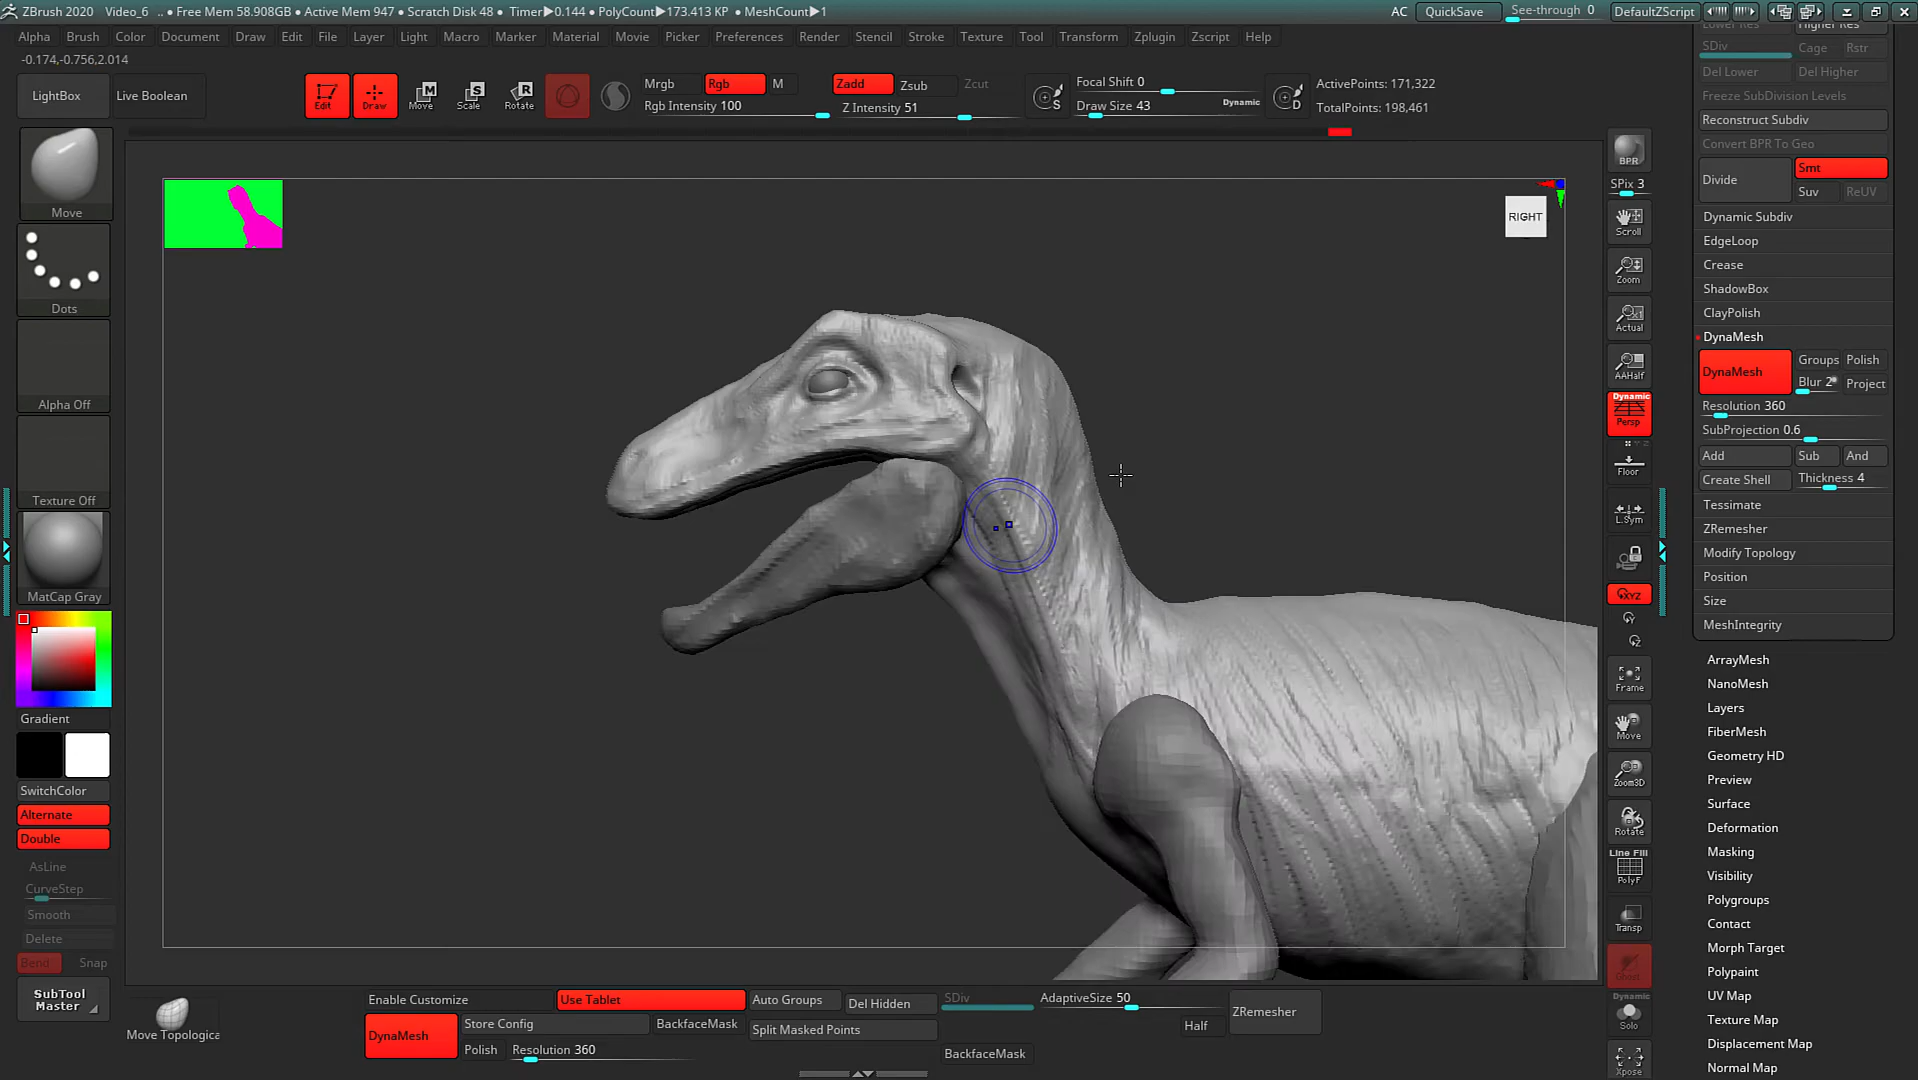 ZBrush 2020 Video_6 .. • Free Mem 58.908GB • Active Mem 947 • Scratch Disk 48 • Timer▶0.144 • PolyCount▶173.413 KP • MeshCount▶1 AC QuickSave See-through 0 DefaultZScript
Alpha Brush Color Document Draw Edit File Layer Light Macro Marker Material Movie Picker Preferences Render Stencil Stroke Texture Tool Transform Zplugin Zscript Help
-0.174,-0.756,2.014
LightBox
Live Boolean
Edit
Draw
Move
Scale
Rotate
Mrgb Rgb M
Rgb Intensity 100
Zadd Zsub Zcut
Z Intensity 51
S
Focal Shift 0
Draw Size 43 Dynamic
D
ActivePoints: 171,322
TotalPoints: 198,461
Move
Dots
Alpha Off
Texture Off
MatCap Gray
Gradient
SwitchColor
Alternate
Double
AsLine
CurveStep
Smooth
Delete
Bend Snap
SubTool
Master
RIGHT
BPR
SPix 3
Scroll
Zoom
Actual
AAHalf
Dynamic
Persp
Floor
L.Sym
XYZ
Frame
Move
Zoom3D
Rotate
Line Fill
PolyF
Transp
Ghost
Dynamic
Solo
Xpose
Lower Res Higher Res
SDiv Cage Rstr
Del Lower Del Higher
Freeze SubDivision Levels
Reconstruct Subdiv
Convert BPR To Geo
Divide Smt
Suv ReUV
Dynamic Subdiv
EdgeLoop
Crease
ShadowBox
ClayPolish
DynaMesh
DynaMesh Groups Polish
Blur 2 Project
Resolution 360
SubProjection 0.6
Add Sub And
Create Shell Thickness 4
Tessimate
ZRemesher
Modify Topology
Position
Size
MeshIntegrity
ArrayMesh
NanoMesh
Layers
FiberMesh
Geometry HD
Preview
Surface
Deformation
Masking
Visibility
Polygroups
Contact
Morph Target
Polypaint
UV Map
Texture Map
Displacement Map
Normal Map
Move Topologica
Enable Customize Use Tablet Auto Groups Del Hidden SDiv AdaptiveSize 50
DynaMesh Store Config BackfaceMask Split Masked Points Half ZRemesher
Polish Resolution 360 BackfaceMask